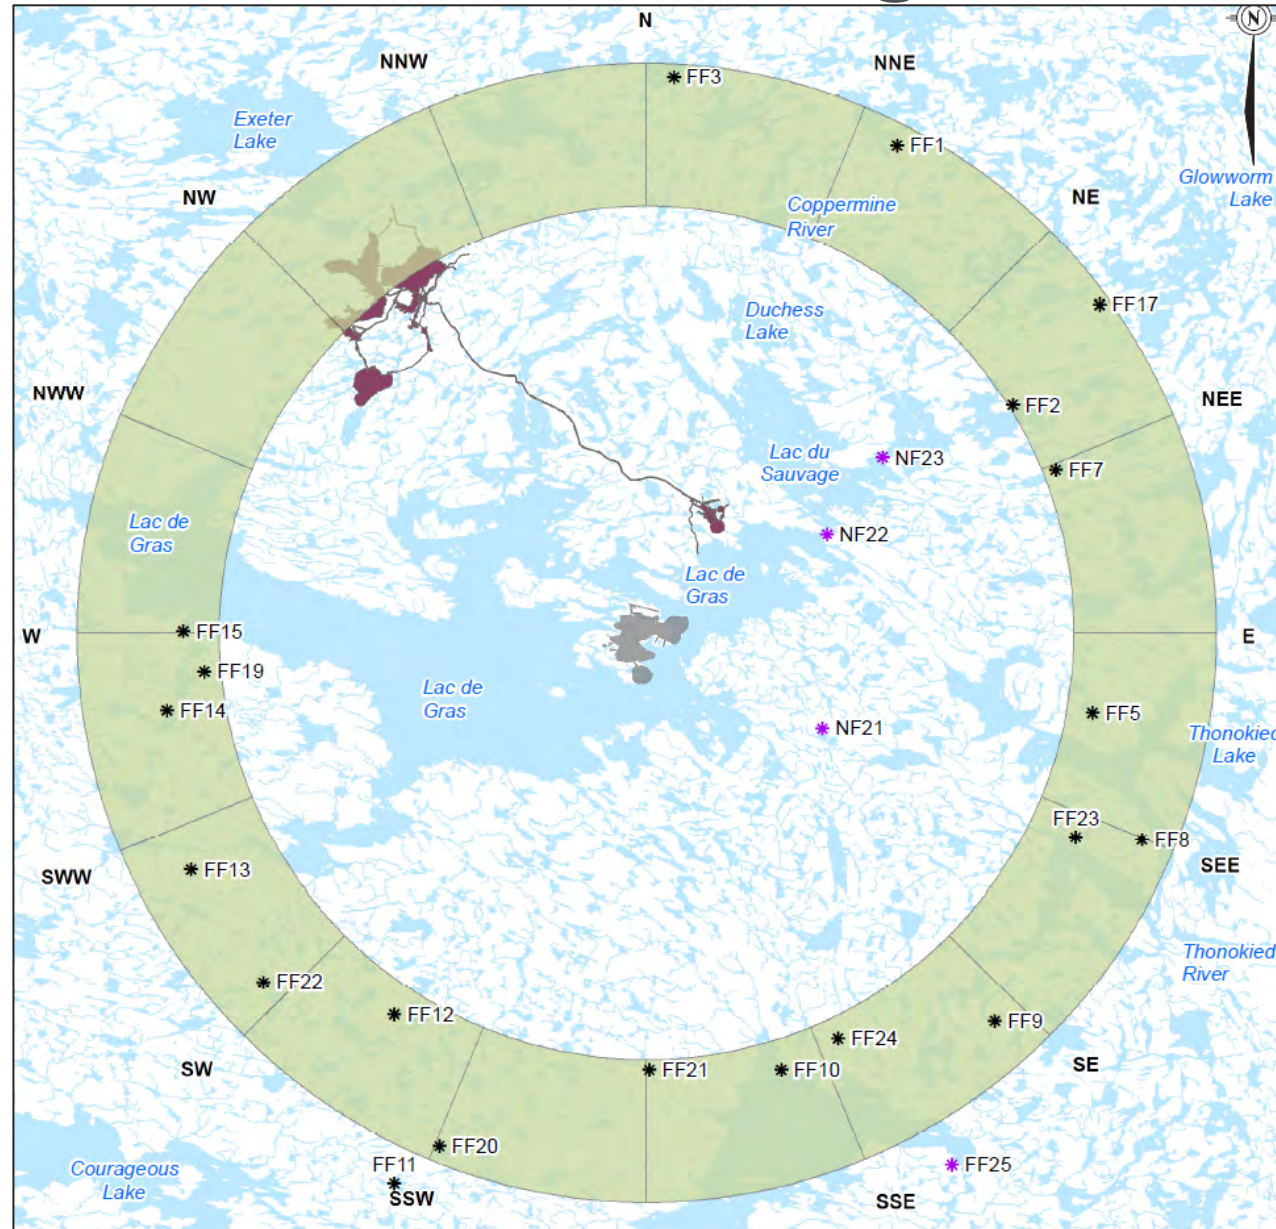 N
N
NNW
NNE
FF3
Exeter
Lake
FF1
Glowworm
Lake
NW
NE
Coppermine
River
Duchess
Lake
FF17
NWW
NEE
FF2
Lac du
Sauvage
NF23
FF7
Lac de
Gras
NF22
Lac de
Gras
W
FF15
E
FF19
Lac de
Gras
FF14
FF5
NF21
Thonokied
Lake
FF23
FF8
SEE
SWW
FF13
Thonokied
River
FF22
FF12
FF9
FF24
SW
FF21
FF10
SE
FF20
Courageous
Lake
FF11
SSW
FF25
SSE